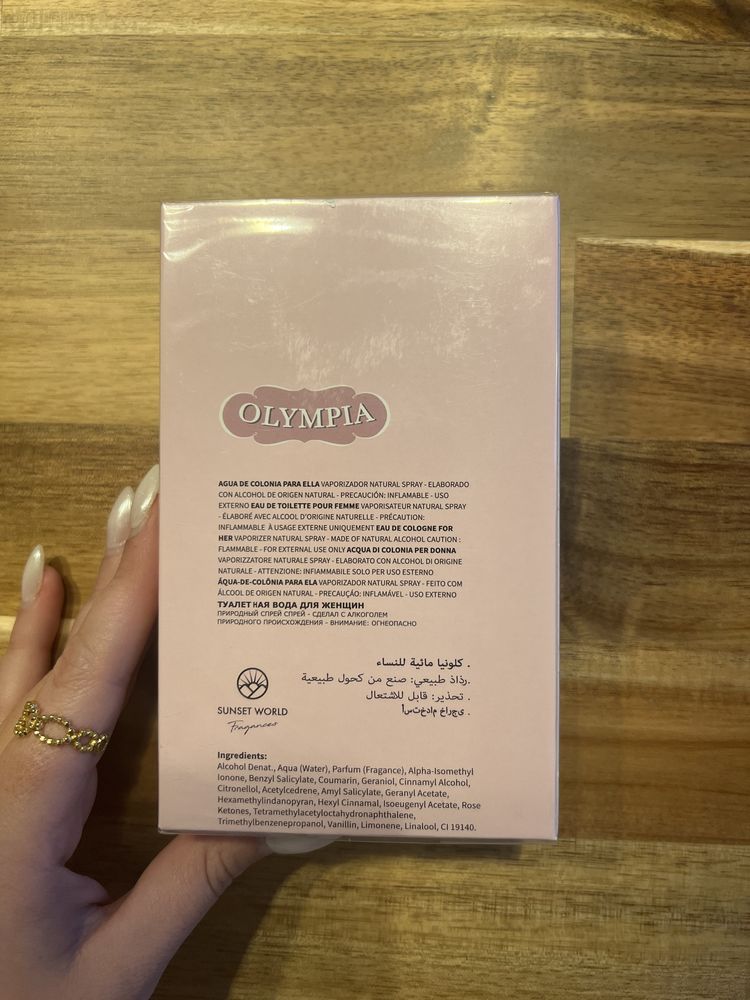 OLYMPIA
AGUA DE COLONIA PARA ELLA VAPORIZADOR NATURAL SPRAY - ELABORADO
CON ALCOHOL DE ORIGEN NATURAL - PRECAUCIÓN: INFLAMABLE - USO
EXTERNO EAU DE TOILETTE POUR FEMME VAPORISATEUR NATURAL SPRAY
- ÉLABORÉ AVEC ALCOOL D'ORIGINE NATURELLE - PRÉCAUTION:
INFLAMMABLE À USAGE EXTERNE UNIQUEMENT EAU DE COLOGNE FOR
HER VAPORIZER NATURAL SPRAY - MADE OF NATURAL ALCOHOL CAUTION :
FLAMMABLE - FOR EXTERNAL USE ONLY ACQUA DI COLONIA PER DONNA
VAPORIZZATORE NATURALE SPRAY - ELABORATO CON ALCOHOL DI ORIGINE
NATURALE - ATTENZIONE: INFIAMMABILE SOLO PER USO ESTERNO
ÁQUA-DE-COLÔNIA PARA ELA VAPORIZADOR NATURAL SPRAY - FEITO COM
ÁLCOOL DE ORIGEN NATURAL - PRECAUÇÃO: INFLAMÁVEL - USO EXTERNO
ТУАЛЕТНАЯ ВОДА ДЛЯ ЖЕНЩИН
ПРИРОДНЫЙ СПРЕЙ СПРЕЙ - СДЕЛАЛ С АЛКОГОЛЕМ
ПРИРОДНОГО ПРОИСХОЖДЕНИЯ - ВНИМАНИЕ: ОГНЕОПАСНО
. كلونيا مائية للنساء
.رذاذ طبيعي: صنع من كحول طبيعية
. تحذير: قابل للاشتعال
. ىجراخ مادختسأ
SUNSET WORLD
Fragances
Ingredients:
Alcohol Denat., Aqua (Water), Parfum (Fragance), Alpha-Isomethyl
Ionone, Benzyl Salicylate, Coumarin, Geraniol, Cinnamyl Alcohol,
Citronellol, Acetylcedrene, Amyl Salicylate, Geranyl Acetate,
Hexamethylindanopyran, Hexyl Cinnamal, Isoeugenyl Acetate, Rose
Ketones, Tetramethylacetyloctahydronaphthalene,
Trimethylbenzenepropanol, Vanillin, Limonene, Linalool, CI 19140.